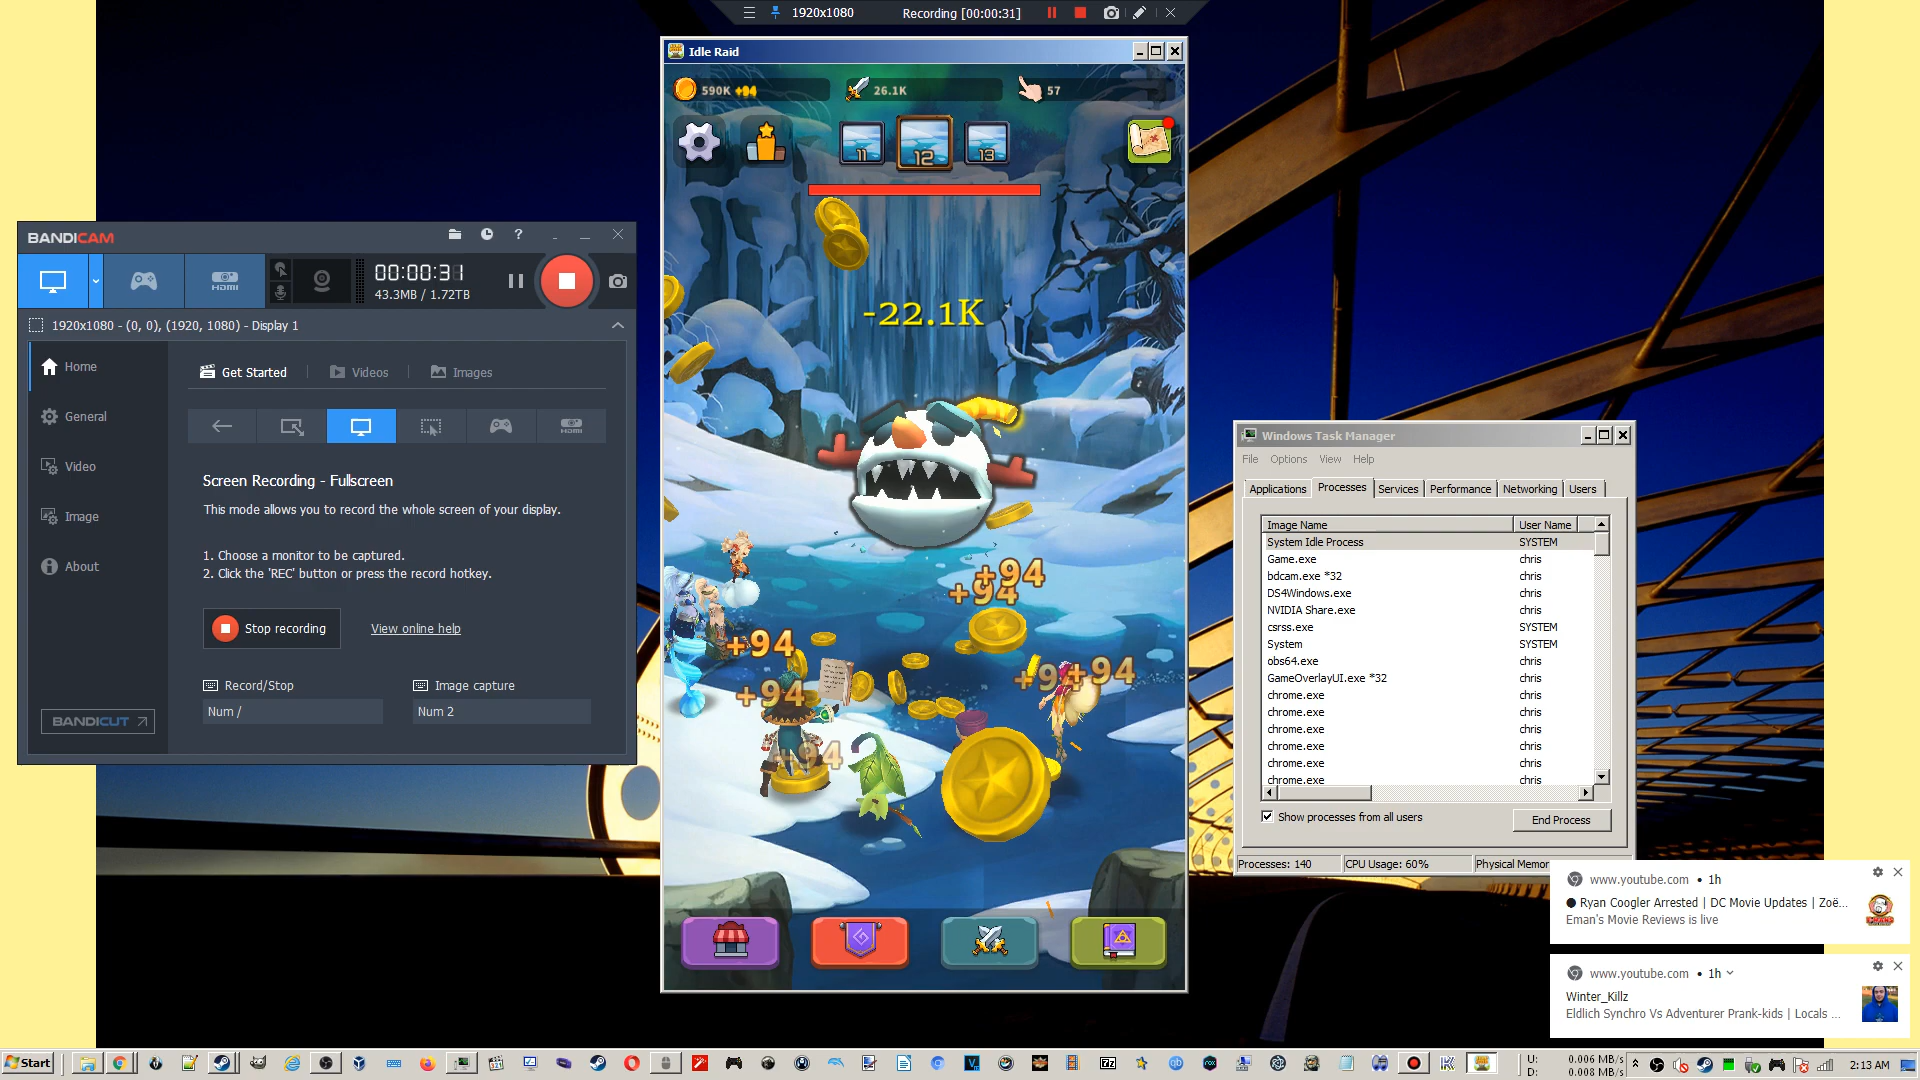 1920x1080
Recording [00:00:31]
Idle Raid
590K +94
26.1K
57
11
12
13
-22.1K
+94
+94
+94
+94
+94
+94
BANDICAM
?
HDMI
00:00:31
43.3MB / 1.72TB
1920x1080 - (0, 0), (1920, 1080) - Display 1
Home
General
Video
Image
About
BANDICUT
Get Started
Videos
Images
HDMI
Screen Recording - Fullscreen
This mode allows you to record the whole screen of your display.
1. Choose a monitor to be captured.
2. Click the 'REC' button or press the record hotkey.
Stop recording
View online help
Record/Stop
Image capture
Num /
Num 2
Windows Task Manager
File Options View Help
Applications Processes Services Performance Networking Users
Image Name User Name
System Idle Process SYSTEM
Game.exe chris
bdcam.exe *32 chris
DS4Windows.exe chris
NVIDIA Share.exe chris
csrss.exe SYSTEM
System SYSTEM
obs64.exe chris
GameOverlayUI.exe *32 chris
chrome.exe chris
chrome.exe chris
chrome.exe chris
chrome.exe chris
chrome.exe chris
chrome.exe chris
Show processes from all users
End Process
Processes: 140 CPU Usage: 60% Physical Memor
www.youtube.com • 1h
Ryan Coogler Arrested | DC Movie Updates | Zoë...
Eman's Movie Reviews is live
www.youtube.com • 1h
Winter_Killz
Eldlich Synchro Vs Adventurer Prank-kids | Locals ...
Start
U: 0.006 MB/s
D: 0.008 MB/s
2:13 AM